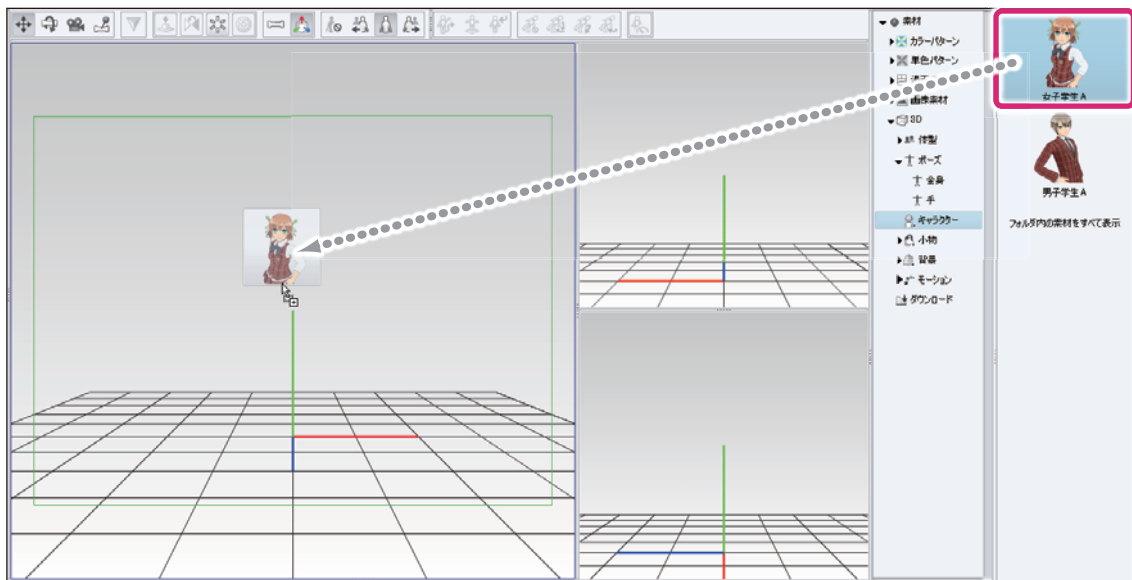 素材
カラーパターン
単色パターン
画像素材
3D
体型
ポーズ
全身
手
キャラクター
小物
背景
モーション
ダウンロード
女子学生A
男子学生A
フォルダ内の素材をすべて表示